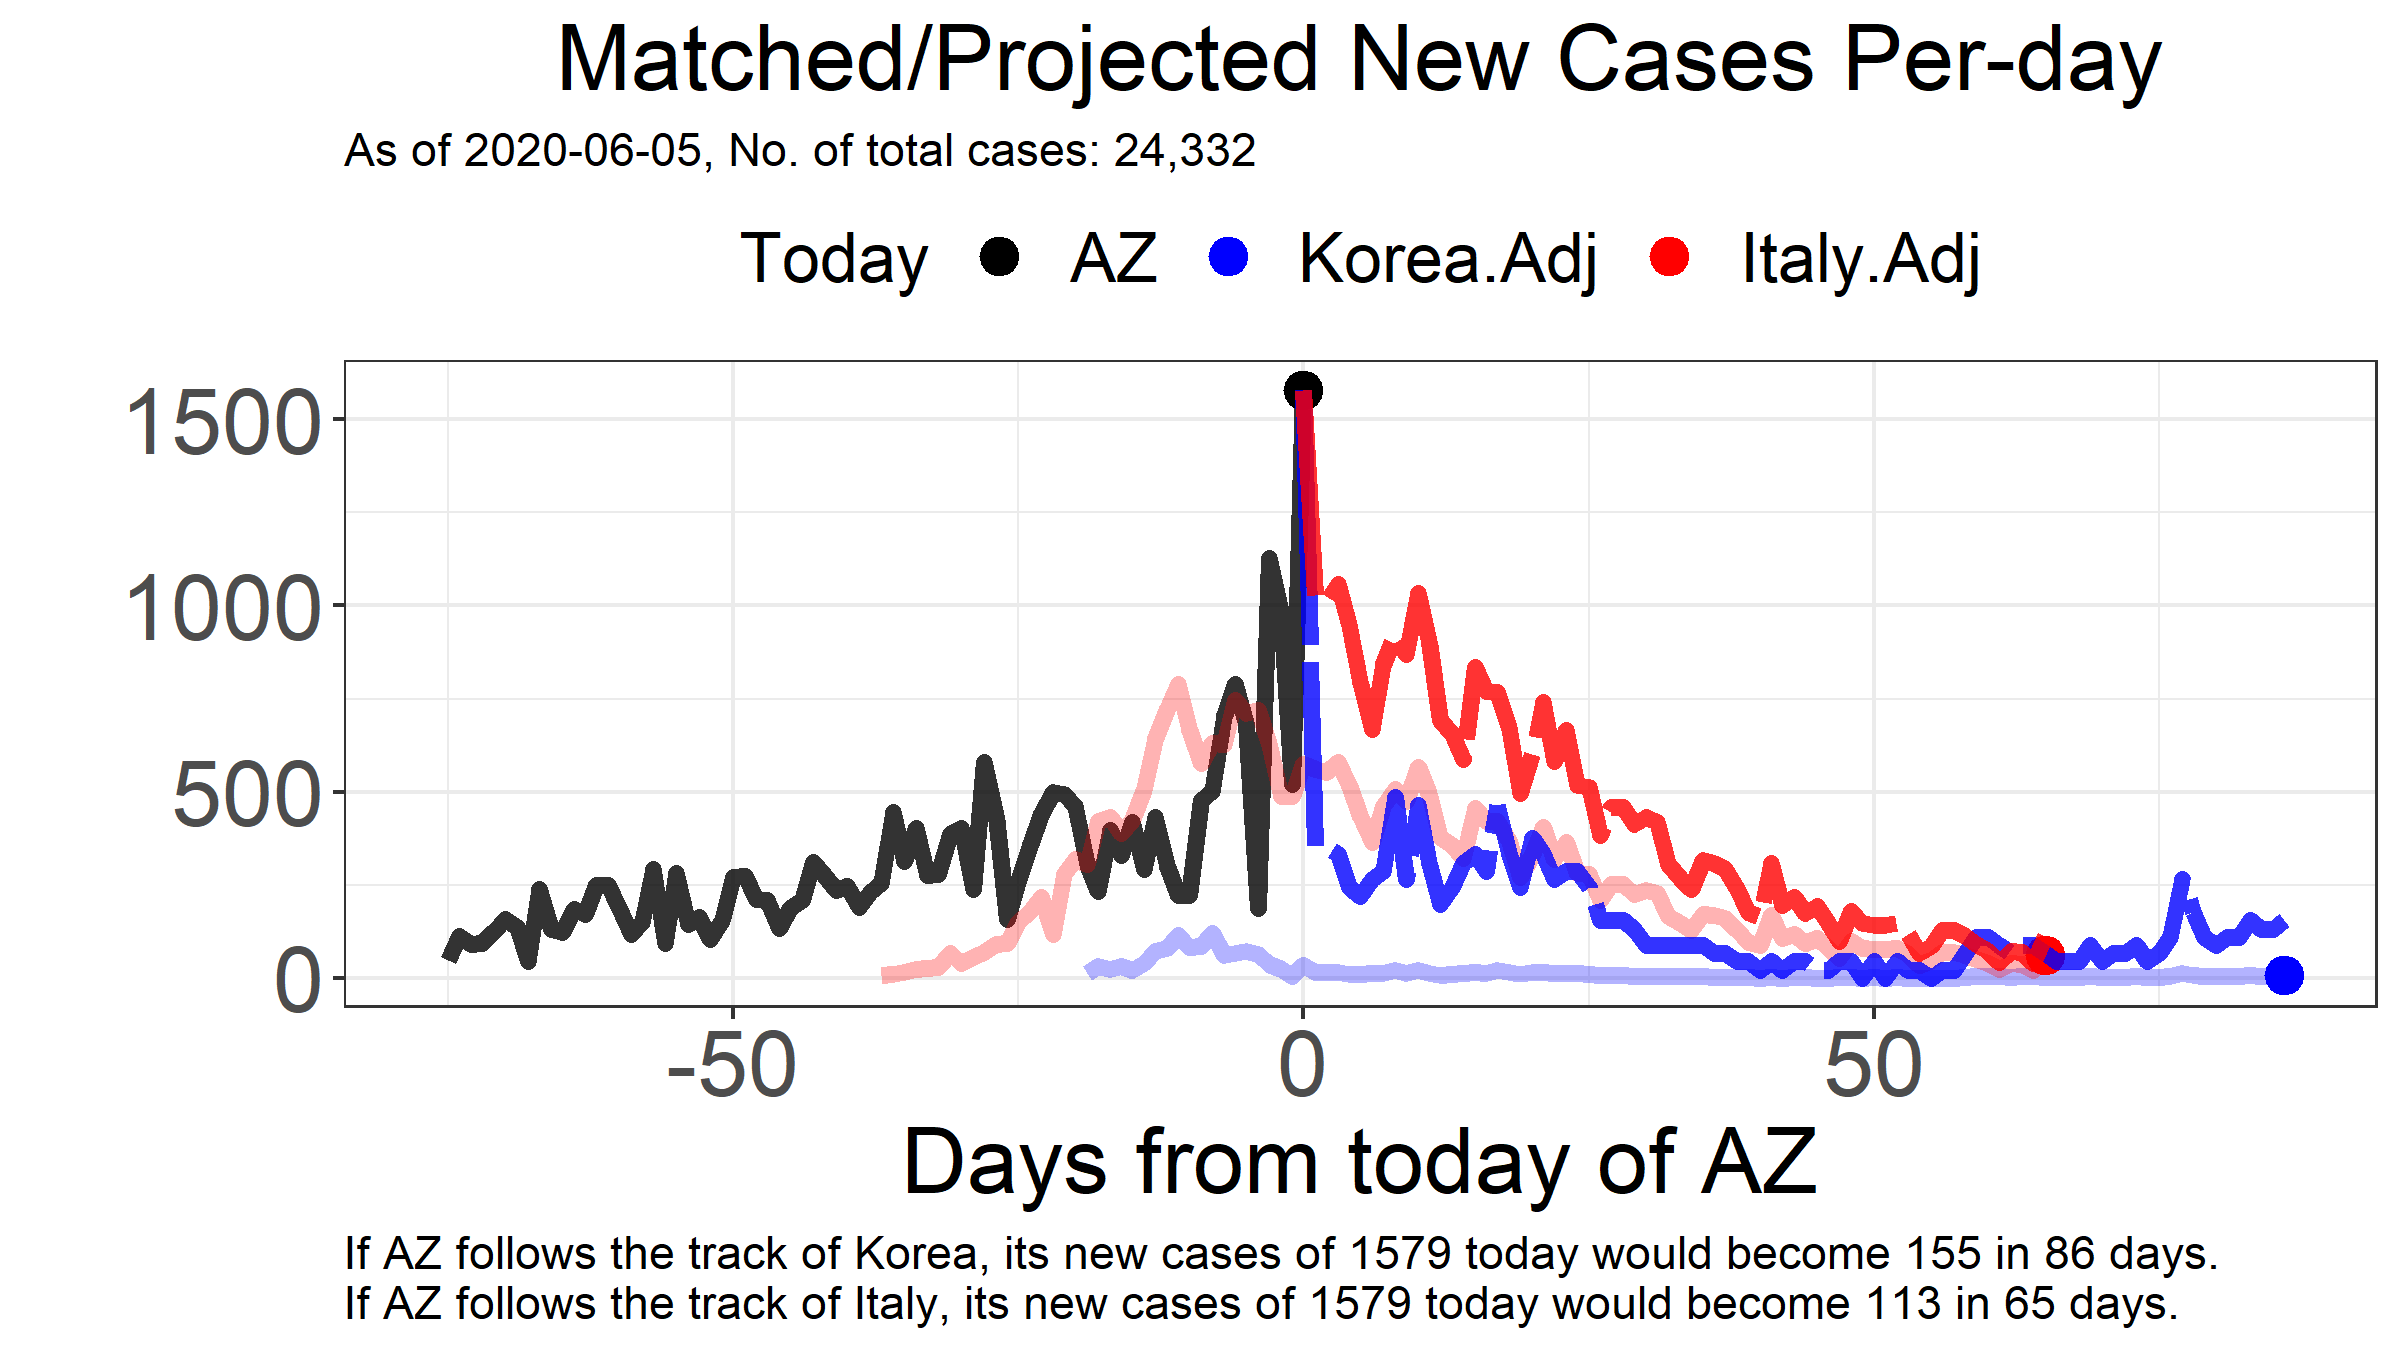 Matched/Projected New Cases Per-day
As of 2020-06-05, No. of total cases: 24,332
Today AZ Korea.Adj Italy.Adj
1500
1000
500
0
-50 0 50
Days from today of AZ
If AZ follows the track of Korea, its new cases of 1579 today would become 155 in 86 days.
If AZ follows the track of Italy, its new cases of 1579 today would become 113 in 65 days.